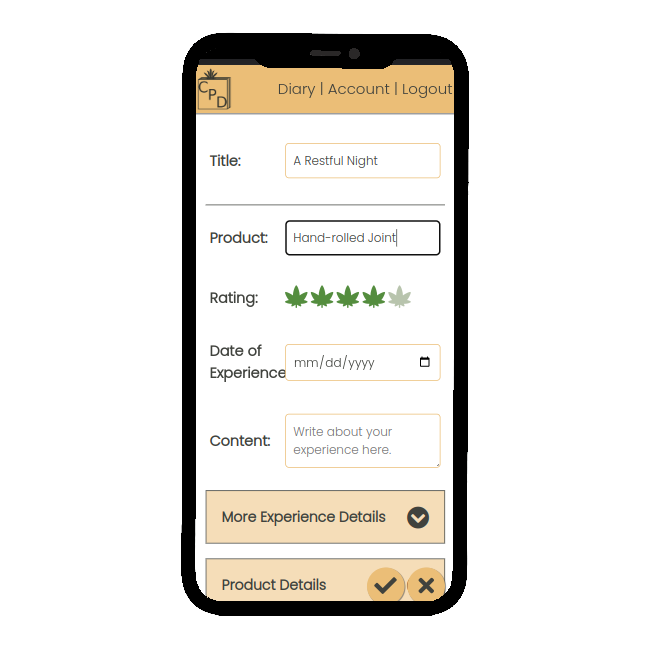 CPD
Diary | Account | Logout
Title: A Restful Night
Product: Hand-rolled Joint
Rating:
Date of
Experience mm/dd/yyyy
Content: Write about your
experience here.
More Experience Details
Product Details